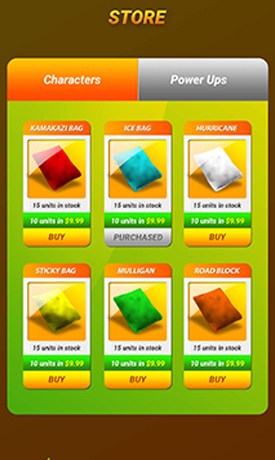 STORE
Characters
Power Ups
KAMAKAZI BAG
ICE BAG
HURRICANE
15 units in stock
15 units in stock
15 units in stock
10 units in $9.99
10 units in $9.99
10 units in $9.99
BUY
PURCHASED
BUY
STICKY BAG
MULLIGAN
ROAD BLOCK
15 units in stock
15 units in stock
15 units in stock
10 units in $9.99
10 units in $9.99
10 units in $9.99
BUY
BUY
BUY